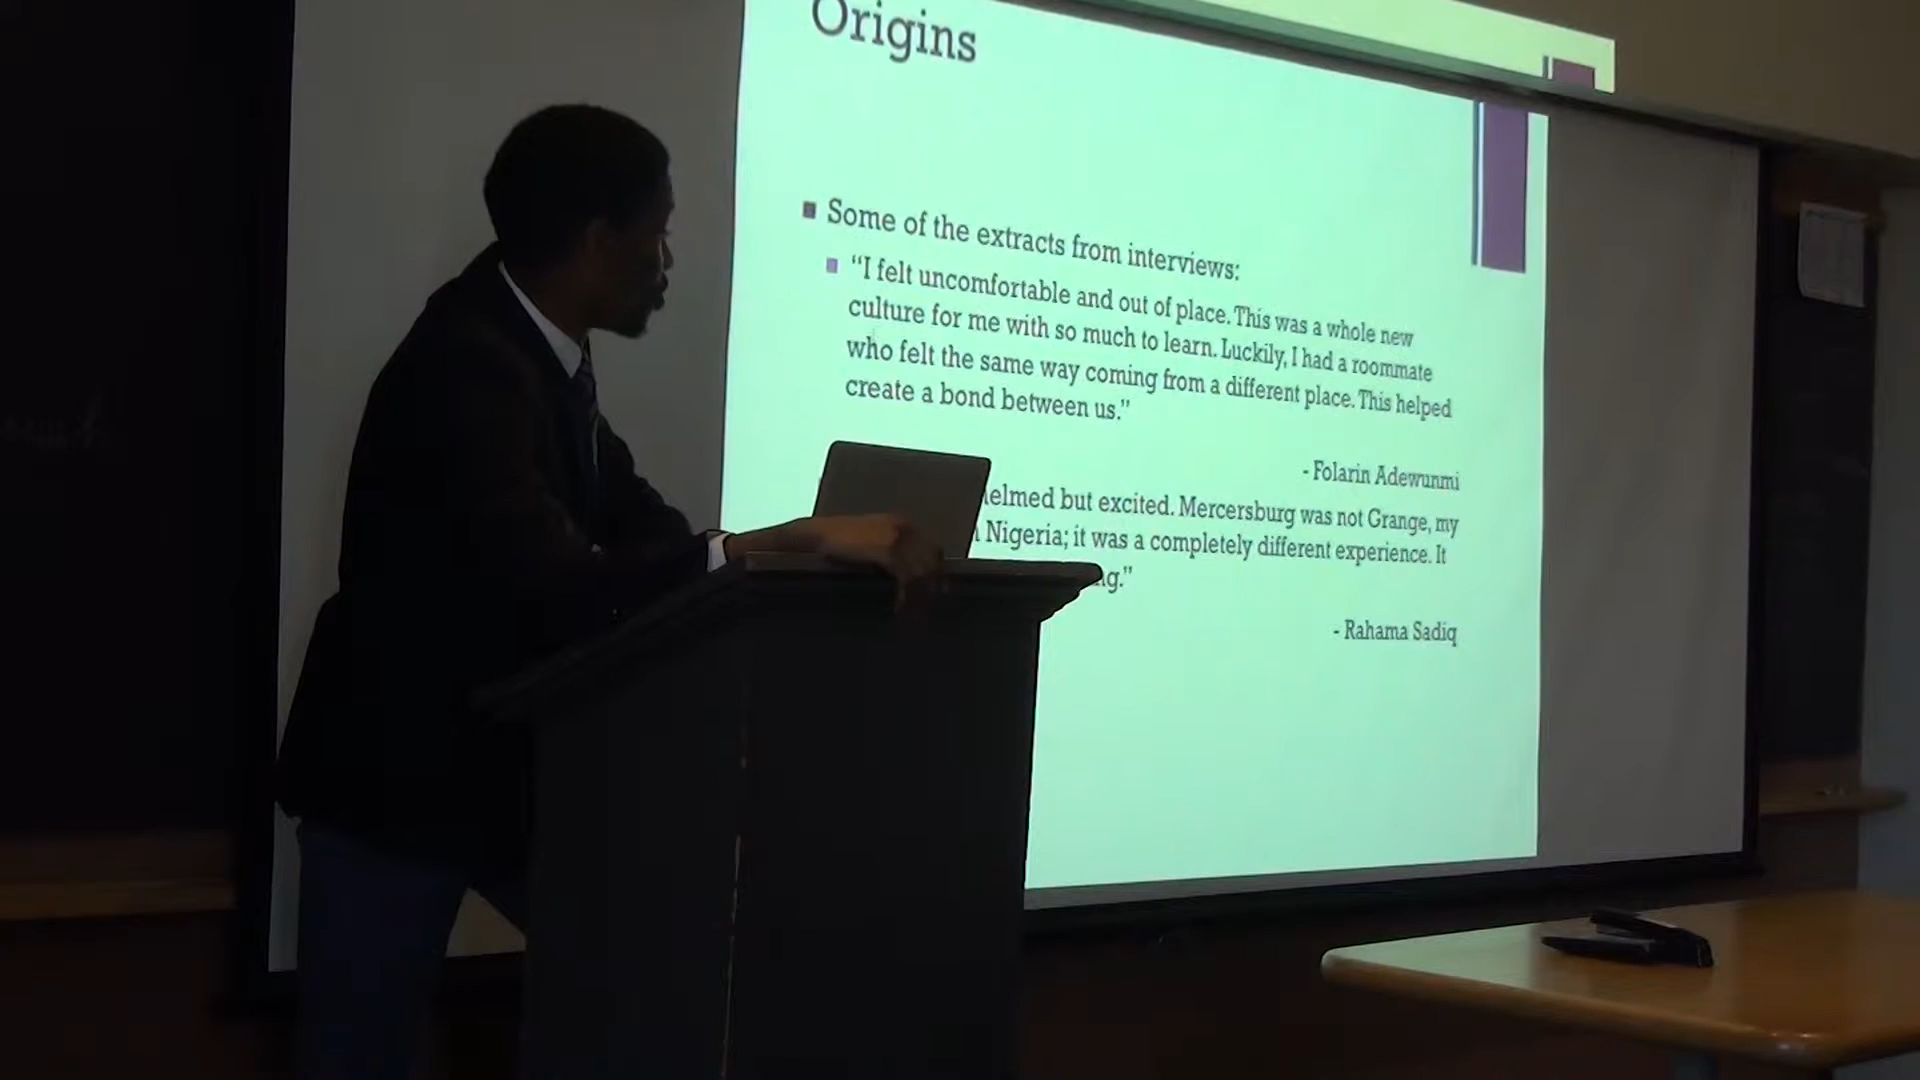 Origins
Some of the extracts from interviews:
“I felt uncomfortable and out of place. This was a whole new
culture for me with so much to learn. Luckily, I had a roommate
who felt the same way coming from a different place. This helped
create a bond between us.”
- Folarin Adewunmi
but excited. Mercersburg was not Grange, my
Nigeria; it was a completely different experience. It
- Rahama Sadiq